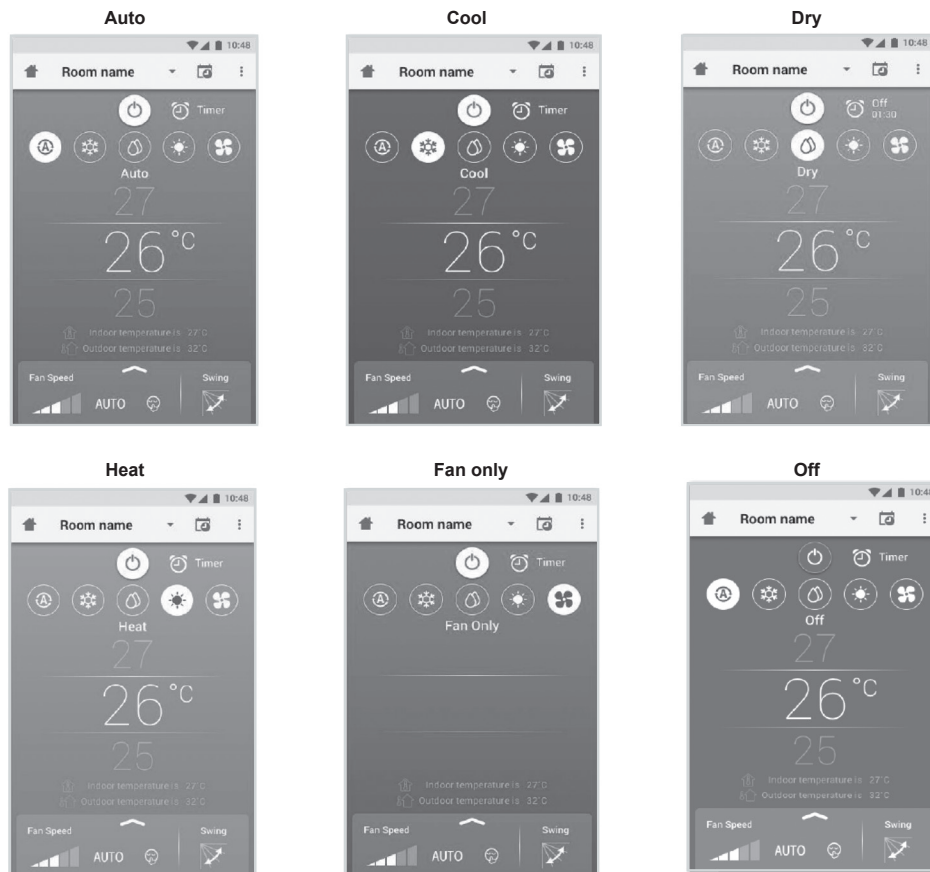 Auto
10:48
Room name
Timer
Auto
27
26°C
25
Indoor temperature is 27°C
Outdoor temperature is 32°C
Fan Speed Swing
AUTO
Cool
10:48
Room name
Timer
Cool
27
26°C
25
Indoor temperature is 27°C
Outdoor temperature is 32°C
Fan Speed Swing
AUTO
Dry
10:48
Room name
Off
01:30
Dry
27
26°C
25
Indoor temperature is 27°C
Outdoor temperature is 32°C
Fan Speed Swing
AUTO
Heat
10:48
Room name
Timer
Heat
27
26°C
25
Indoor temperature is 27°C
Outdoor temperature is 32°C
Fan Speed Swing
AUTO
Fan only
10:48
Room name
Timer
Fan Only
Indoor temperature is 27°C
Outdoor temperature is 32°C
Fan Speed Swing
AUTO
Off
10:48
Room name
Timer
Off
27
26°C
25
Indoor temperature is 27°C
Outdoor temperature is 32°C
Fan Speed Swing
AUTO